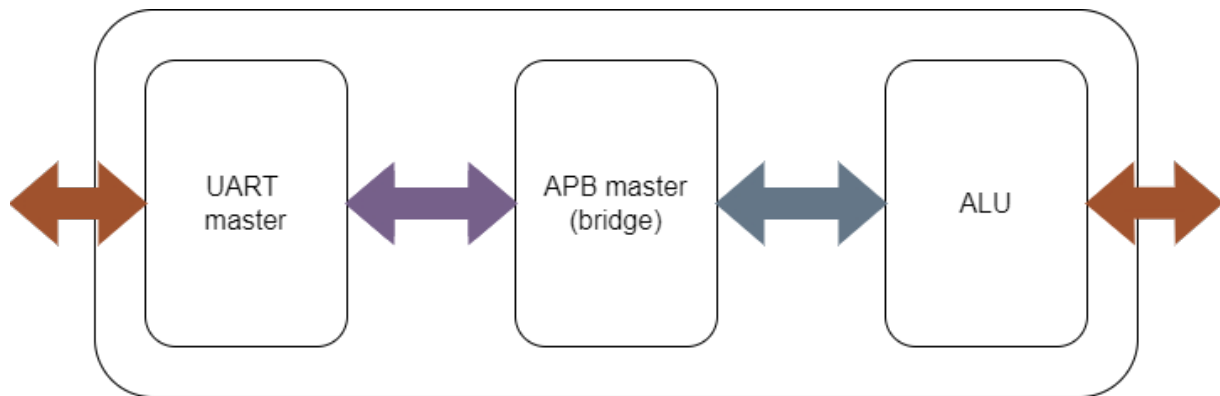 UART
master
APB master
(bridge)
ALU